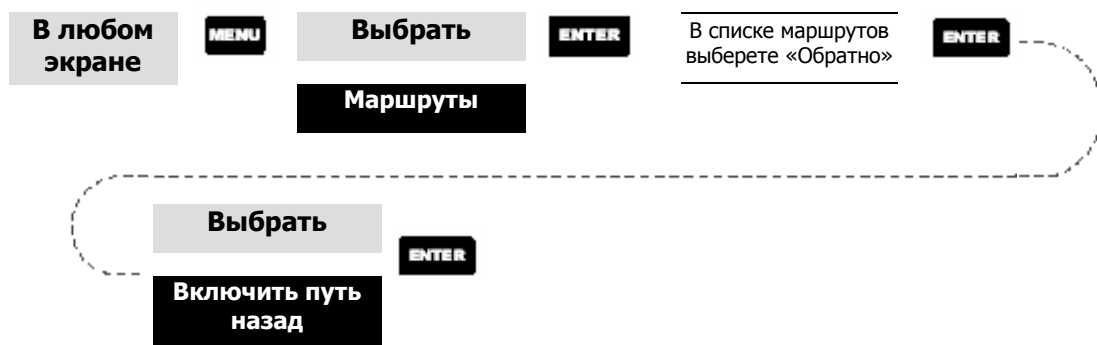 В любом
экране
MENU
Выбрать
Маршруты
ENTER
В списке маршрутов
выберете «Обратно»
ENTER
Выбрать
Включить путь
назад
ENTER